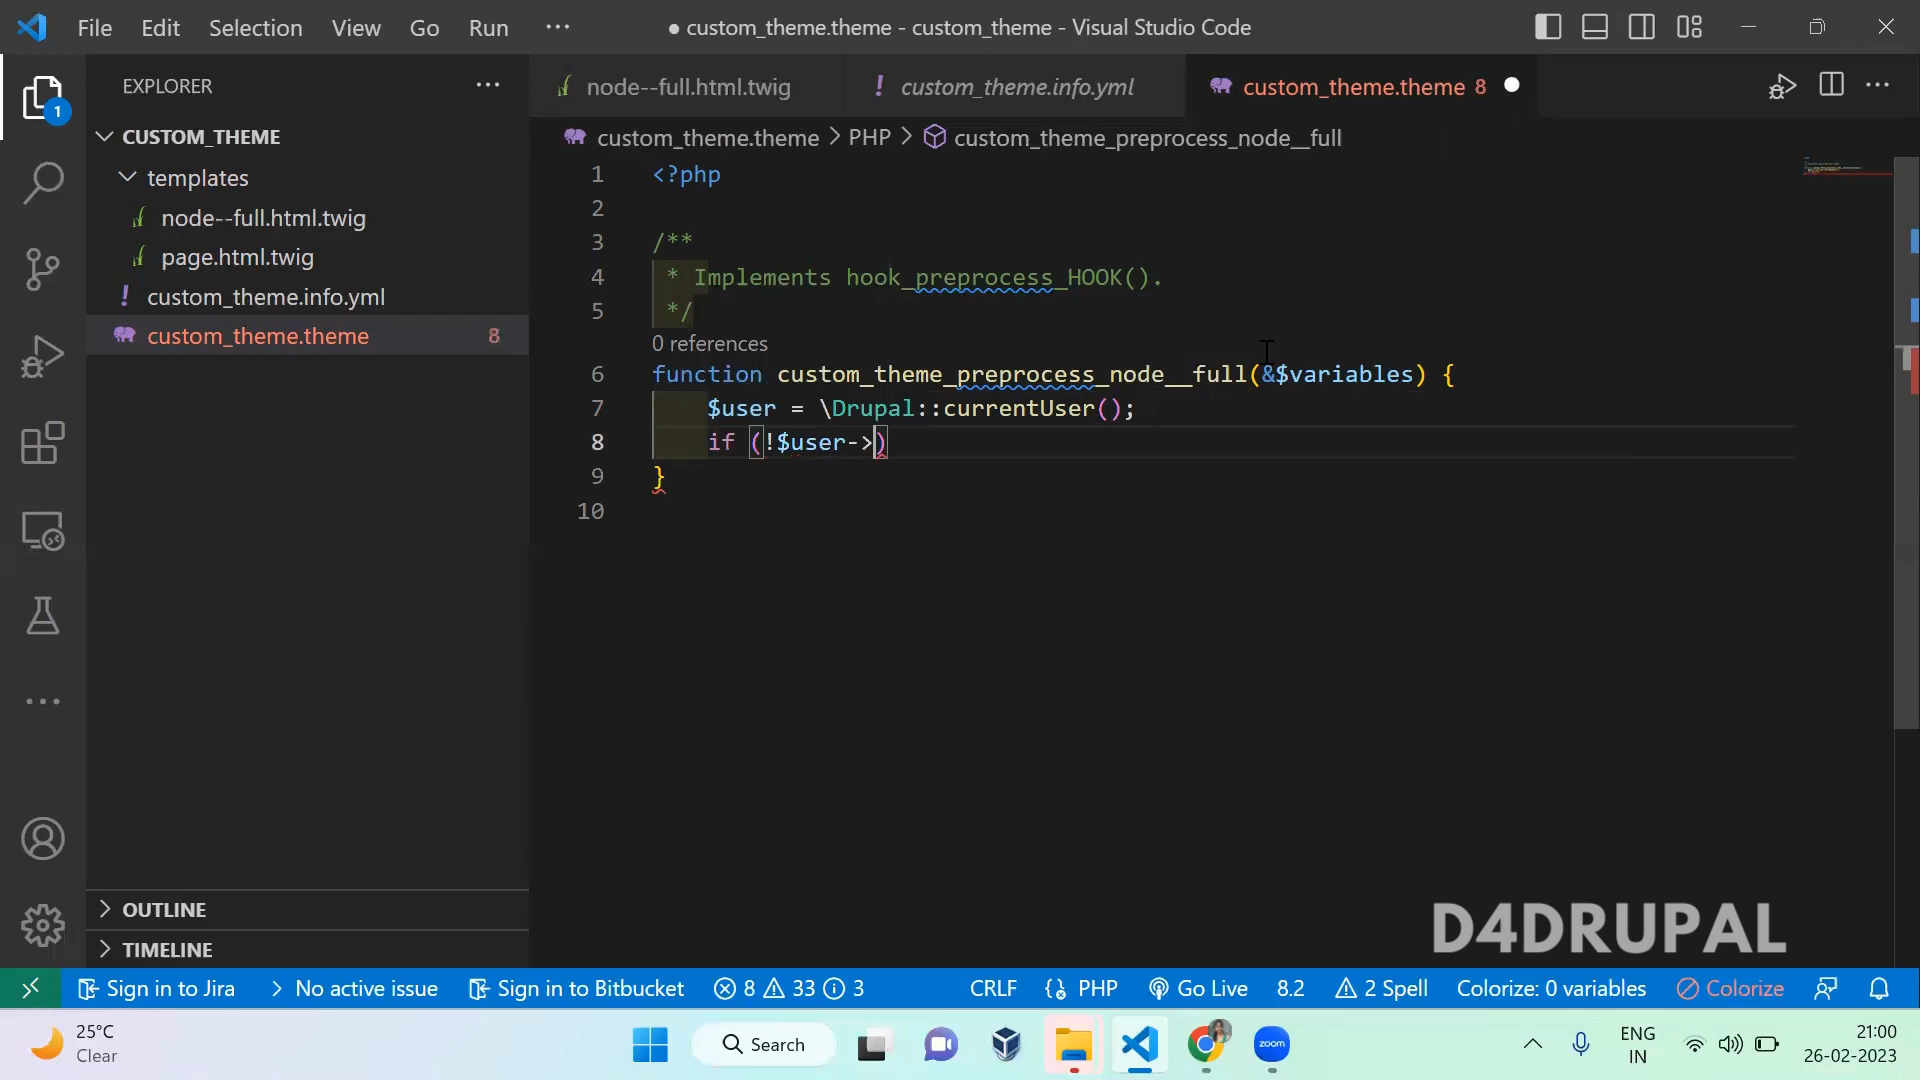 File Edit Selection View Go Run ···
● custom_theme.theme - custom_theme - Visual Studio Code
EXPLORER ···
node--full.html.twig
! custom_theme.info.yml
custom_theme.theme 8 ●
CUSTOM_THEME
custom_theme.theme > PHP > custom_theme_preprocess_node__full
templates
node--full.html.twig
page.html.twig
! custom_theme.info.yml
custom_theme.theme 8
1
1 <?php
2
3 /**
4 * Implements hook_preprocess_HOOK().
5 */
0 references
6 function custom_theme_preprocess_node__full(&$variables) {
7 $user = \Drupal::currentUser();
8 if (!$user->)
9 }
10
OUTLINE
TIMELINE
D4DRUPAL
Sign in to Jira > No active issue Sign in to Bitbucket 8 33 3 CRLF {} PHP Go Live 8.2 2 Spell Colorize: 0 variables Colorize
25°C
Clear
Search
zoom
ENG
IN
21:00
26-02-2023